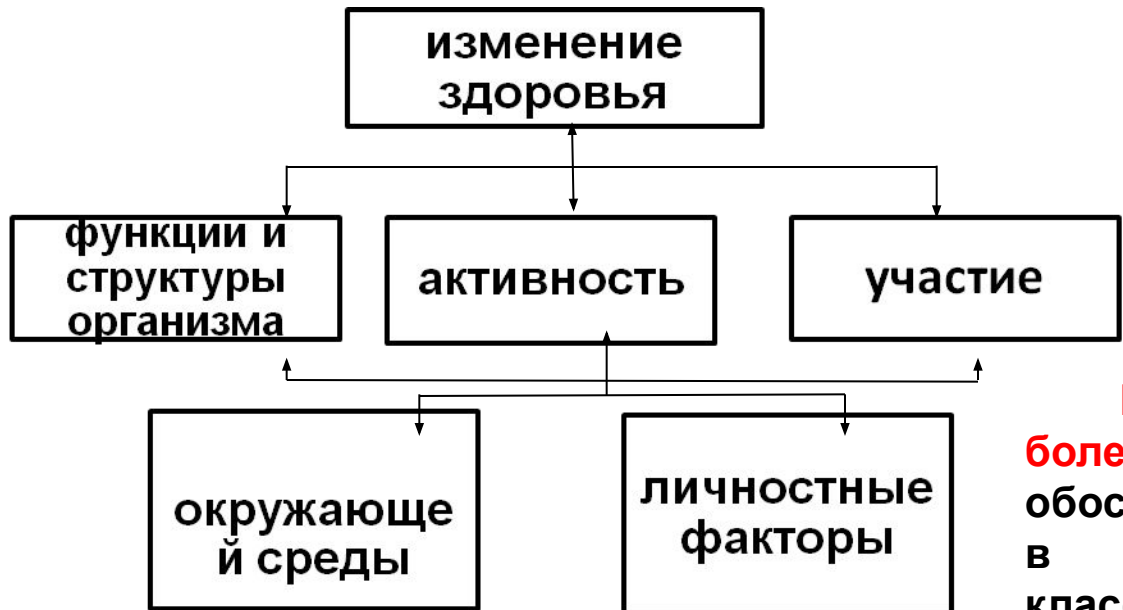 изменение
здоровья
функции и
структуры
организма
активность
участие
окружающе
й среды
личностные
факторы
в